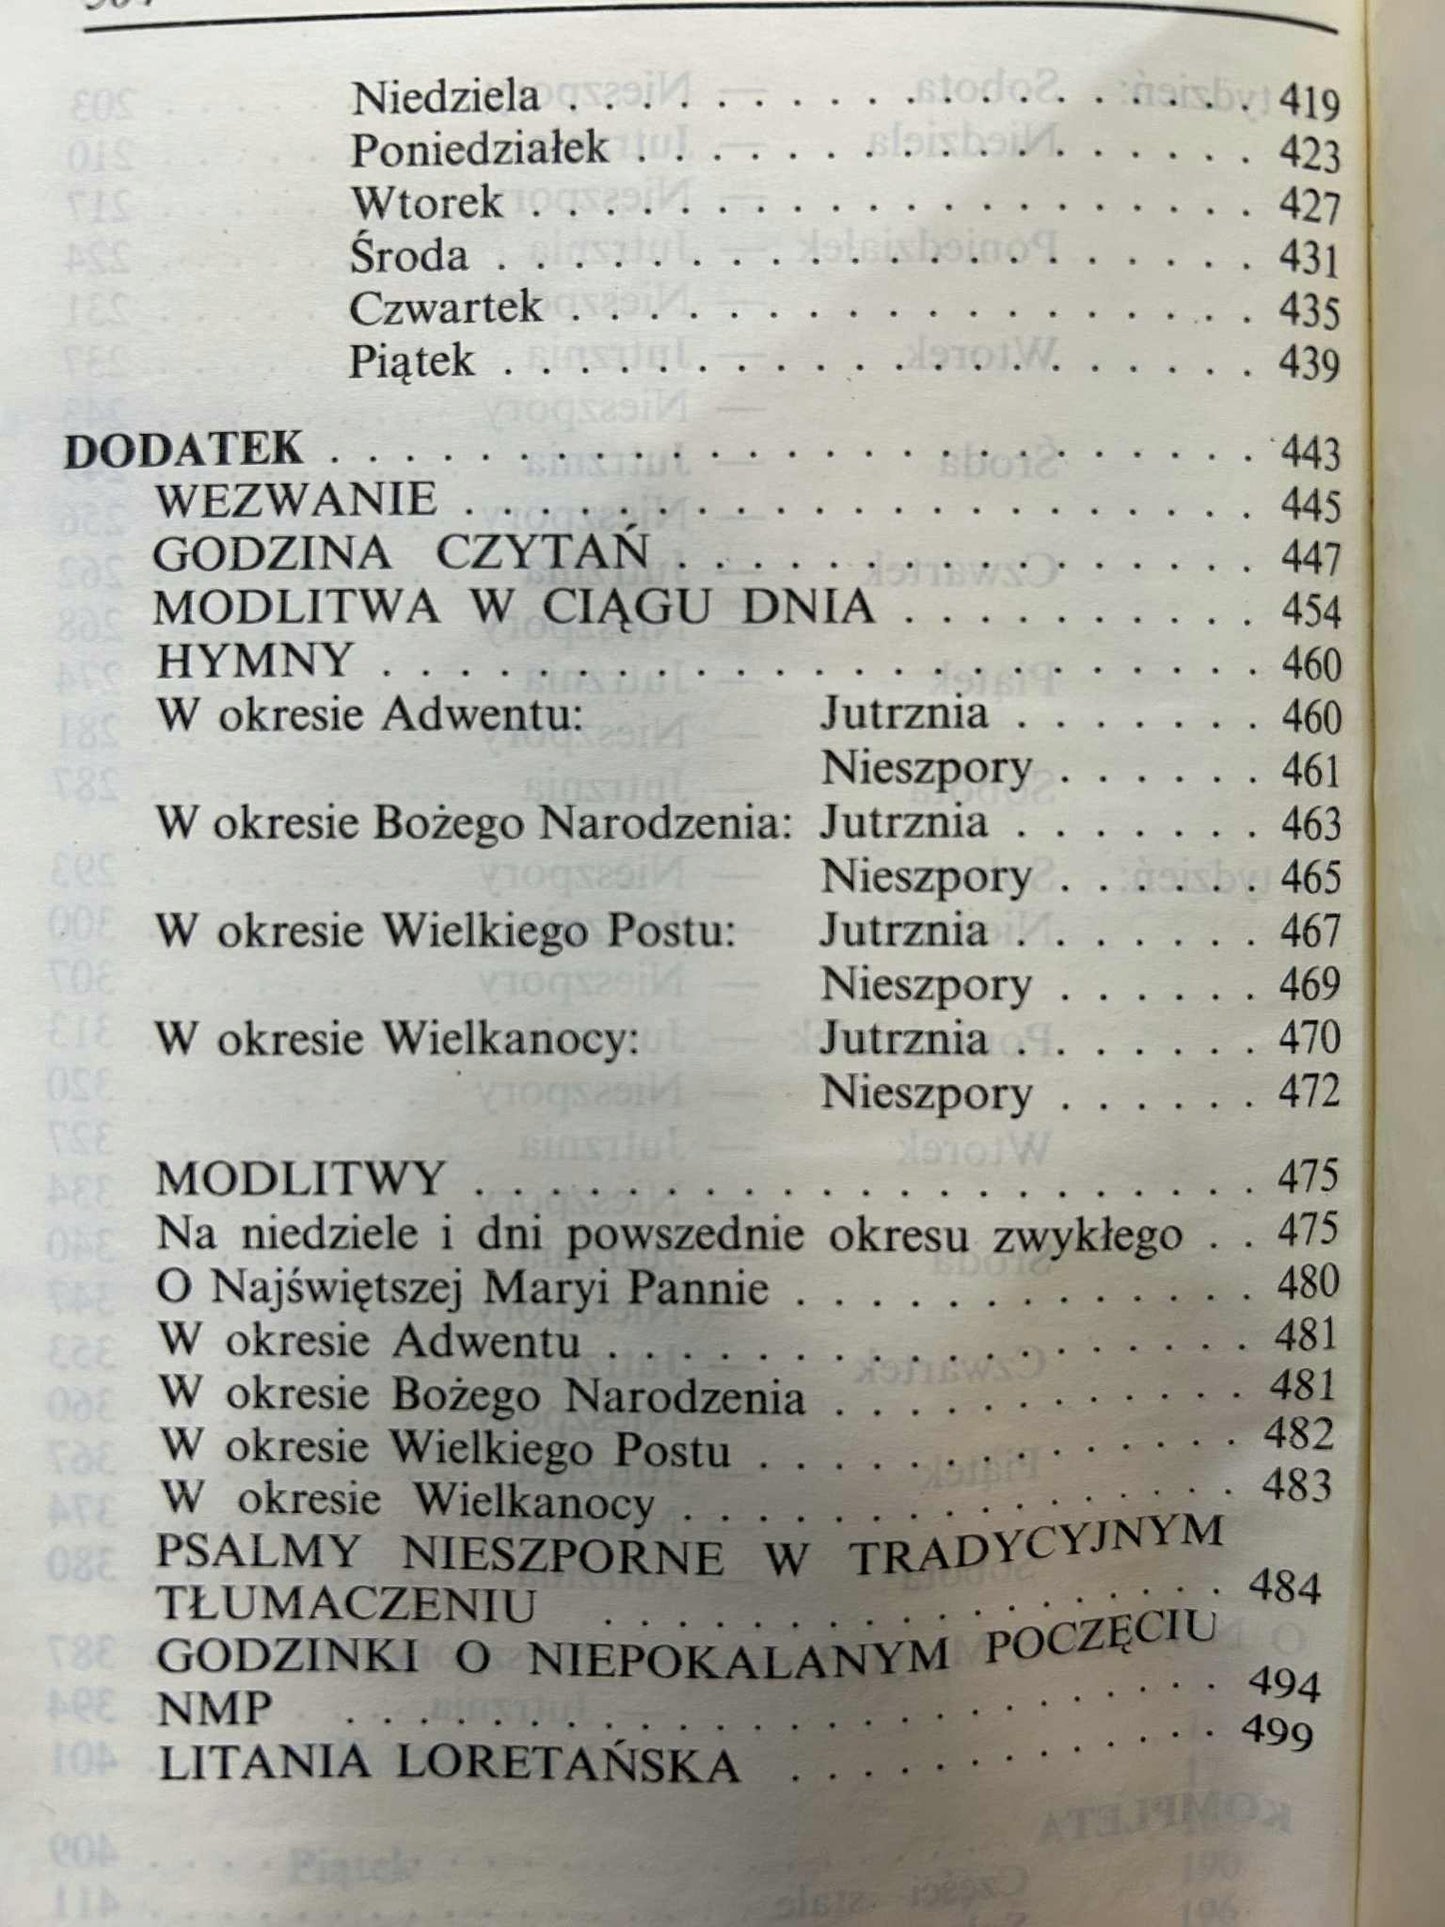 Niedziela . . . . . . . . . . . . . . . . . . . . . . 419
Poniedziałek . . . . . . . . . . . . . . . . . . . 423
Wtorek . . . . . . . . . . . . . . . . . . . . . . . 427
Środa . . . . . . . . . . . . . . . . . . . . . . . . 431
Czwartek . . . . . . . . . . . . . . . . . . . . . 435
Piątek . . . . . . . . . . . . . . . . . . . . . . . 439
DODATEK . . . . . . . . . . . . . . . . . . . . . 443
WEZWANIE . . . . . . . . . . . . . . . . . . . . 445
GODZINA CZYTAŃ . . . . . . . . . . . . . . . 447
MODLITWA W CIĄGU DNIA . . . . . . . . . . 454
HYMNY . . . . . . . . . . . . . . . . . . . . . . . 460
W okresie Adwentu: Jutrznia . . . . . . . 460
Nieszpory . . . . . . 461
W okresie Bożego Narodzenia: Jutrznia . . . . . . . 463
Nieszpory . . . . . . 465
W okresie Wielkiego Postu: Jutrznia . . . . . . . 467
Nieszpory . . . . . . 469
W okresie Wielkanocy: Jutrznia . . . . . . . 470
Nieszpory . . . . . . 472
MODLITWY . . . . . . . . . . . . . . . . . . . . 475
Na niedziele i dni powszednie okresu zwykłego . . 475
O Najświętszej Maryi Pannie . . . . . . . . . . . . 480
W okresie Adwentu . . . . . . . . . . . . . . . . . 481
W okresie Bożego Narodzenia . . . . . . . . . . . 481
W okresie Wielkiego Postu . . . . . . . . . . . . . 482
W okresie Wielkanocy . . . . . . . . . . . . . . . . 483
PSALMY NIESZPORNE W TRADYCYJNYM
TŁUMACZENIU . . . . . . . . . . . . . . . . . . 484
GODZINKI O NIEPOKALANYM POCZĘCIU
NMP . . . . . . . . . . . . . . . . . . . . . . . . 494
LITANIA LORETAŃSKA . . . . . . . . . . . . . 499